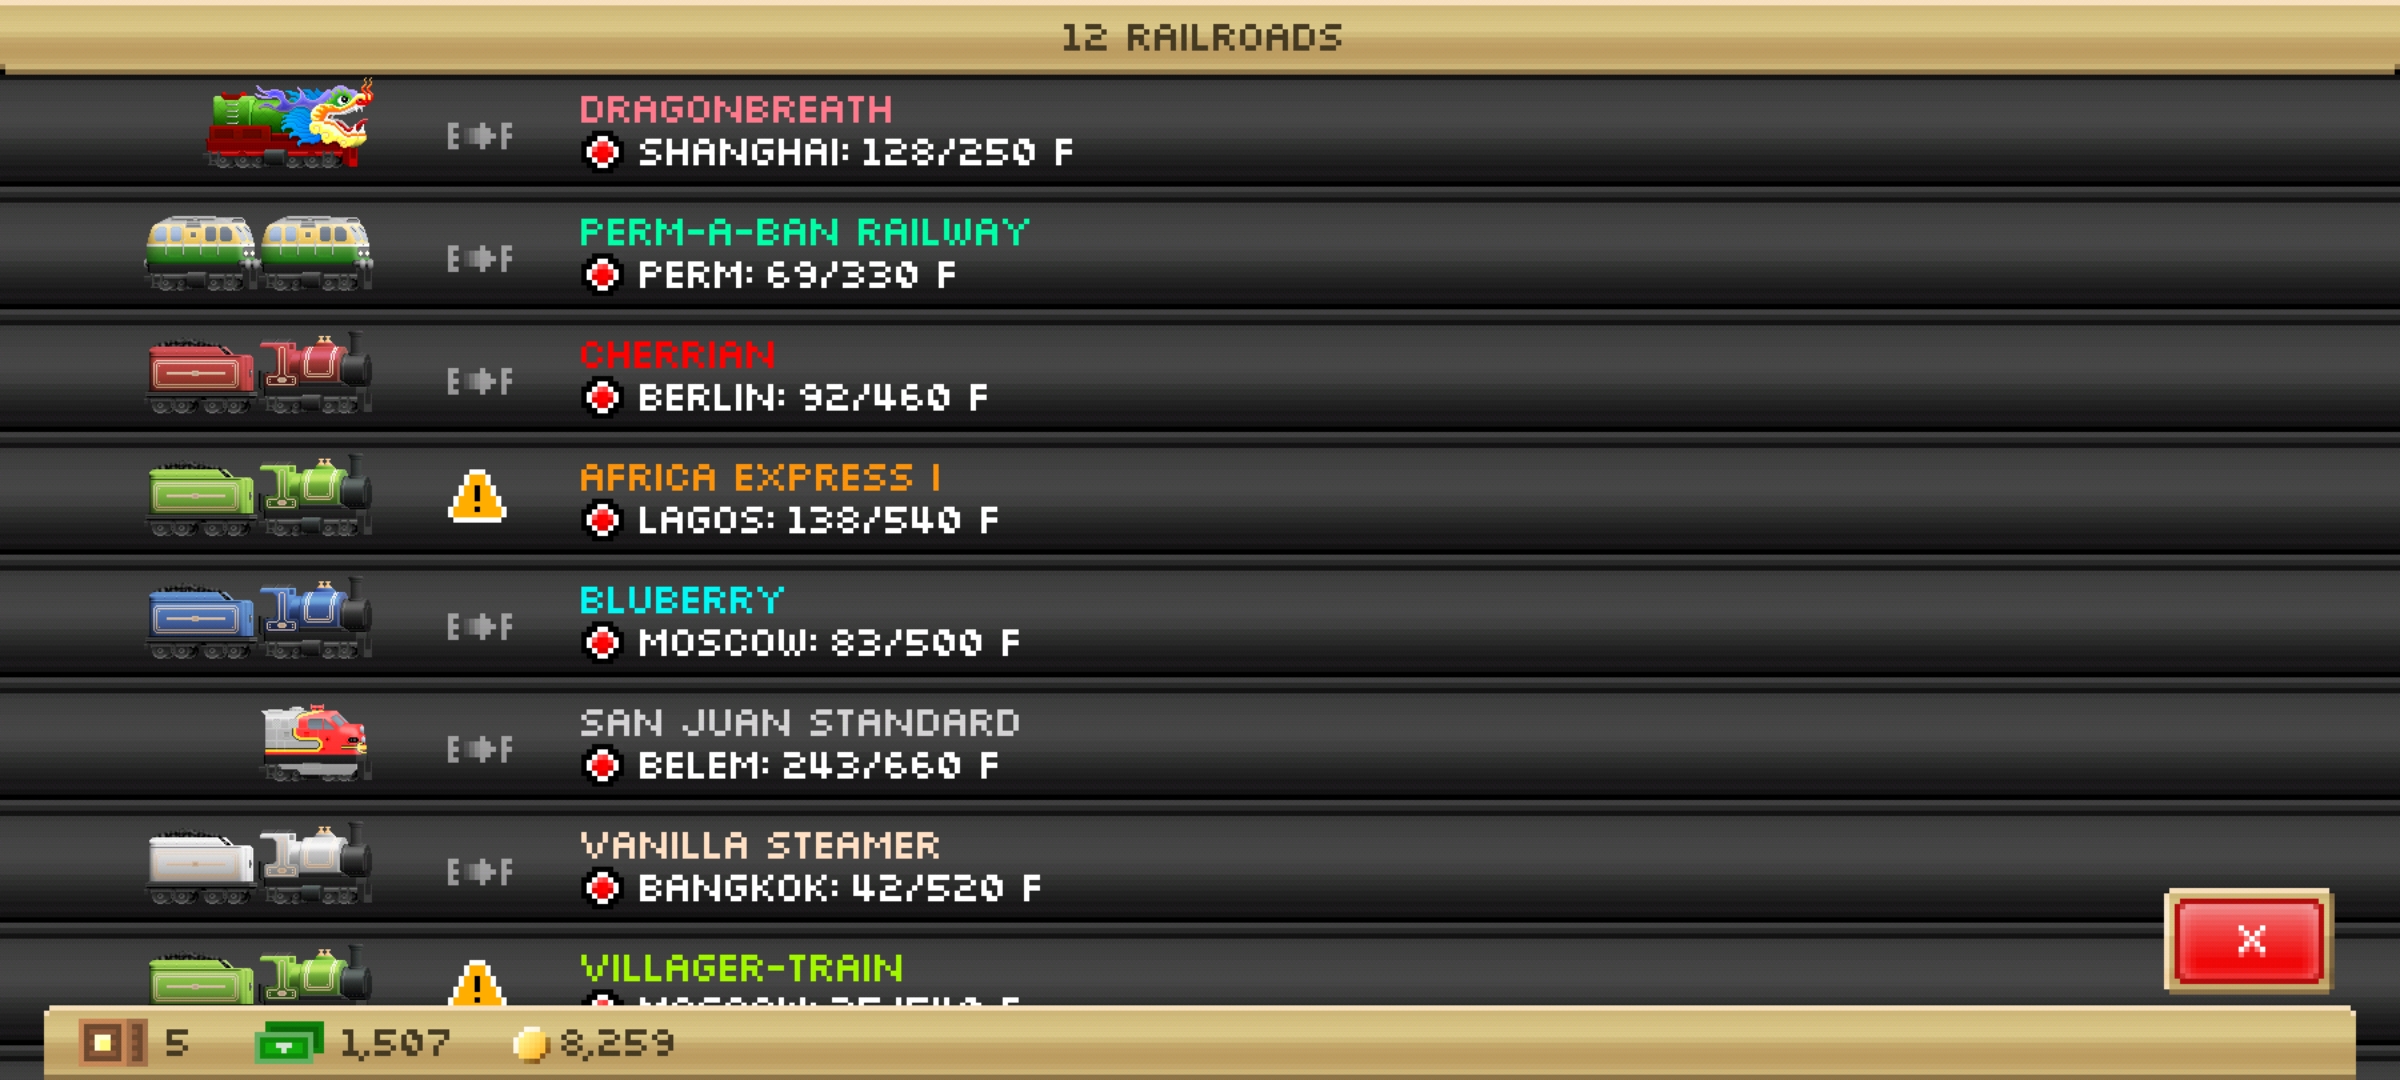 12 RAILROADS
DRAGONBREATH
E F
SHANGHAI: 128/250 F
PERM-A-BAN RAILWAY
E F
PERM: 69/330 F
CHERRIAN
E F
BERLIN: 92/460 F
AFRICA EXPRESS I
!
LAGOS: 138/540 F
BLUBERRY
E F
MOSCOW: 83/500 F
SAN JUAN STANDARD
E F
BELEM: 243/660 F
VANILLA STEAMER
E F
BANGKOK: 42/520 F
X
VILLAGER-TRAIN
!
5 1,507 8,259